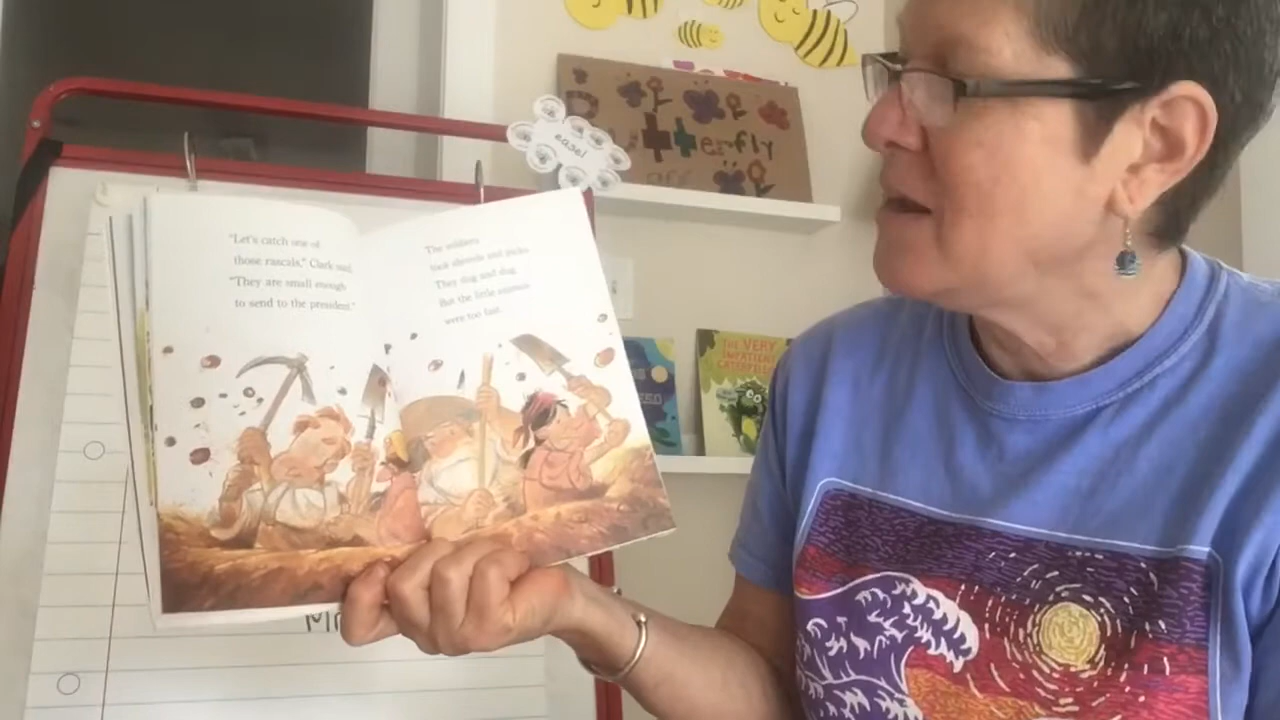 easel
Butterfly
"Let's catch one of
those rascals," Clark said.
"They are small enough
to send to the president."
The soldiers
took shovels and picks.
They dug and dug.
But the little animals
were too fast.
THE VERY
IMPATIENT
CATERPILLAR